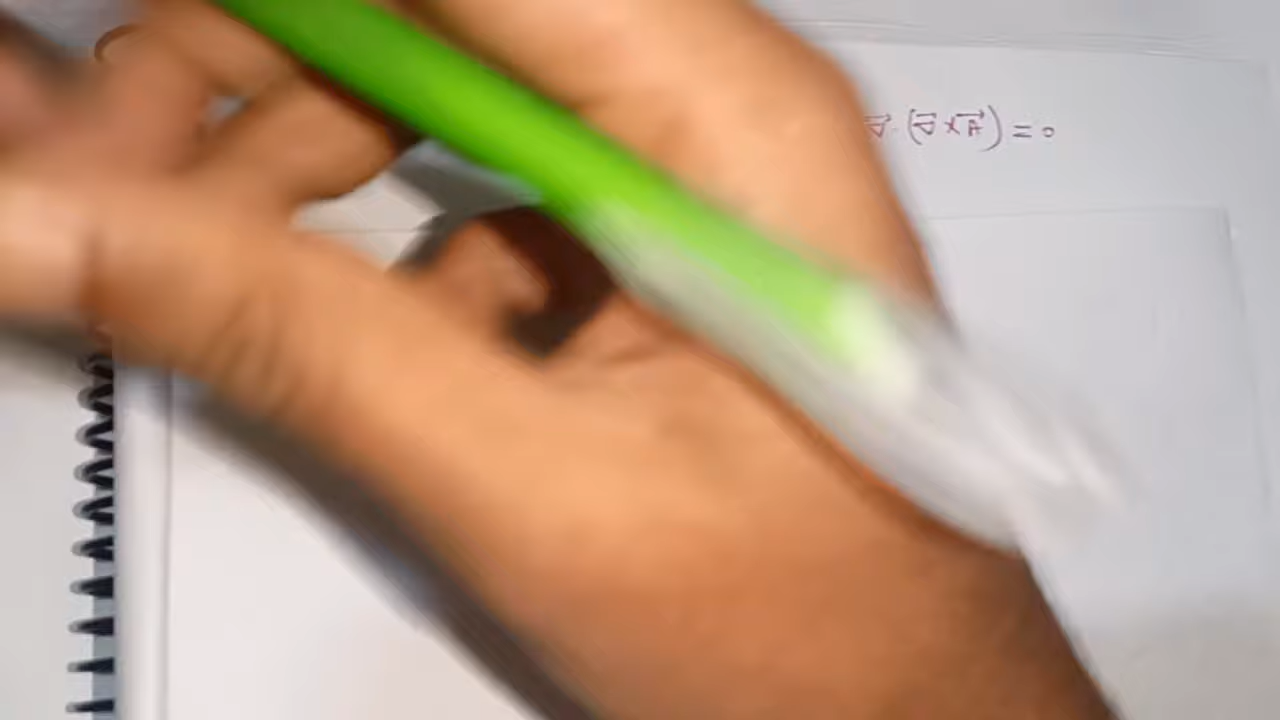 ∇⃗ · (∇⃗ × A⃗) = 0